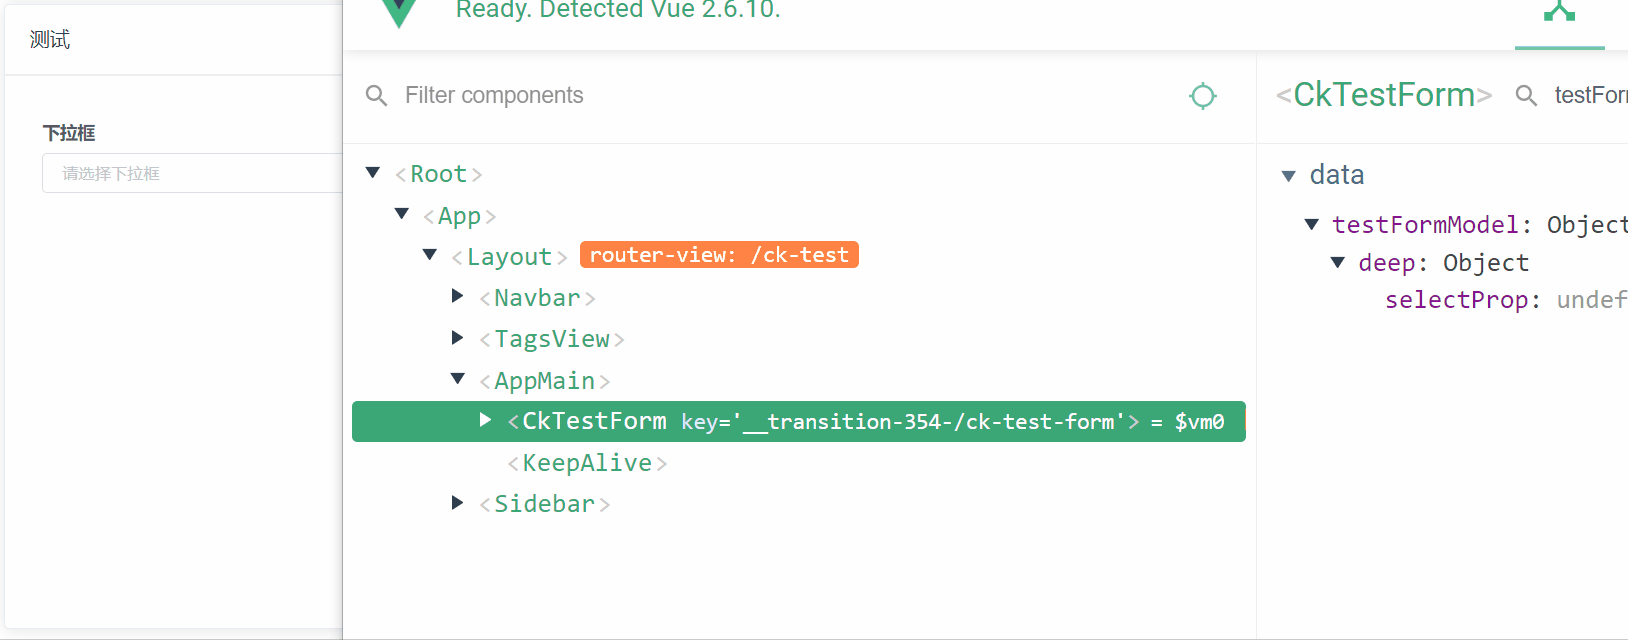 测试
下拉框
请选择下拉框
Ready. Detected Vue 2.6.10.
Filter components
<Root>
<App>
<Layout> router-view: /ck-test
<Navbar>
<TagsView>
<AppMain>
<CkTestForm key='__transition-354-/ck-test-form'> = $vm0
<KeepAlive>
<Sidebar>
<CkTestForm> testFor
data
testFormModel: Object
deep: Object
selectProp: undef